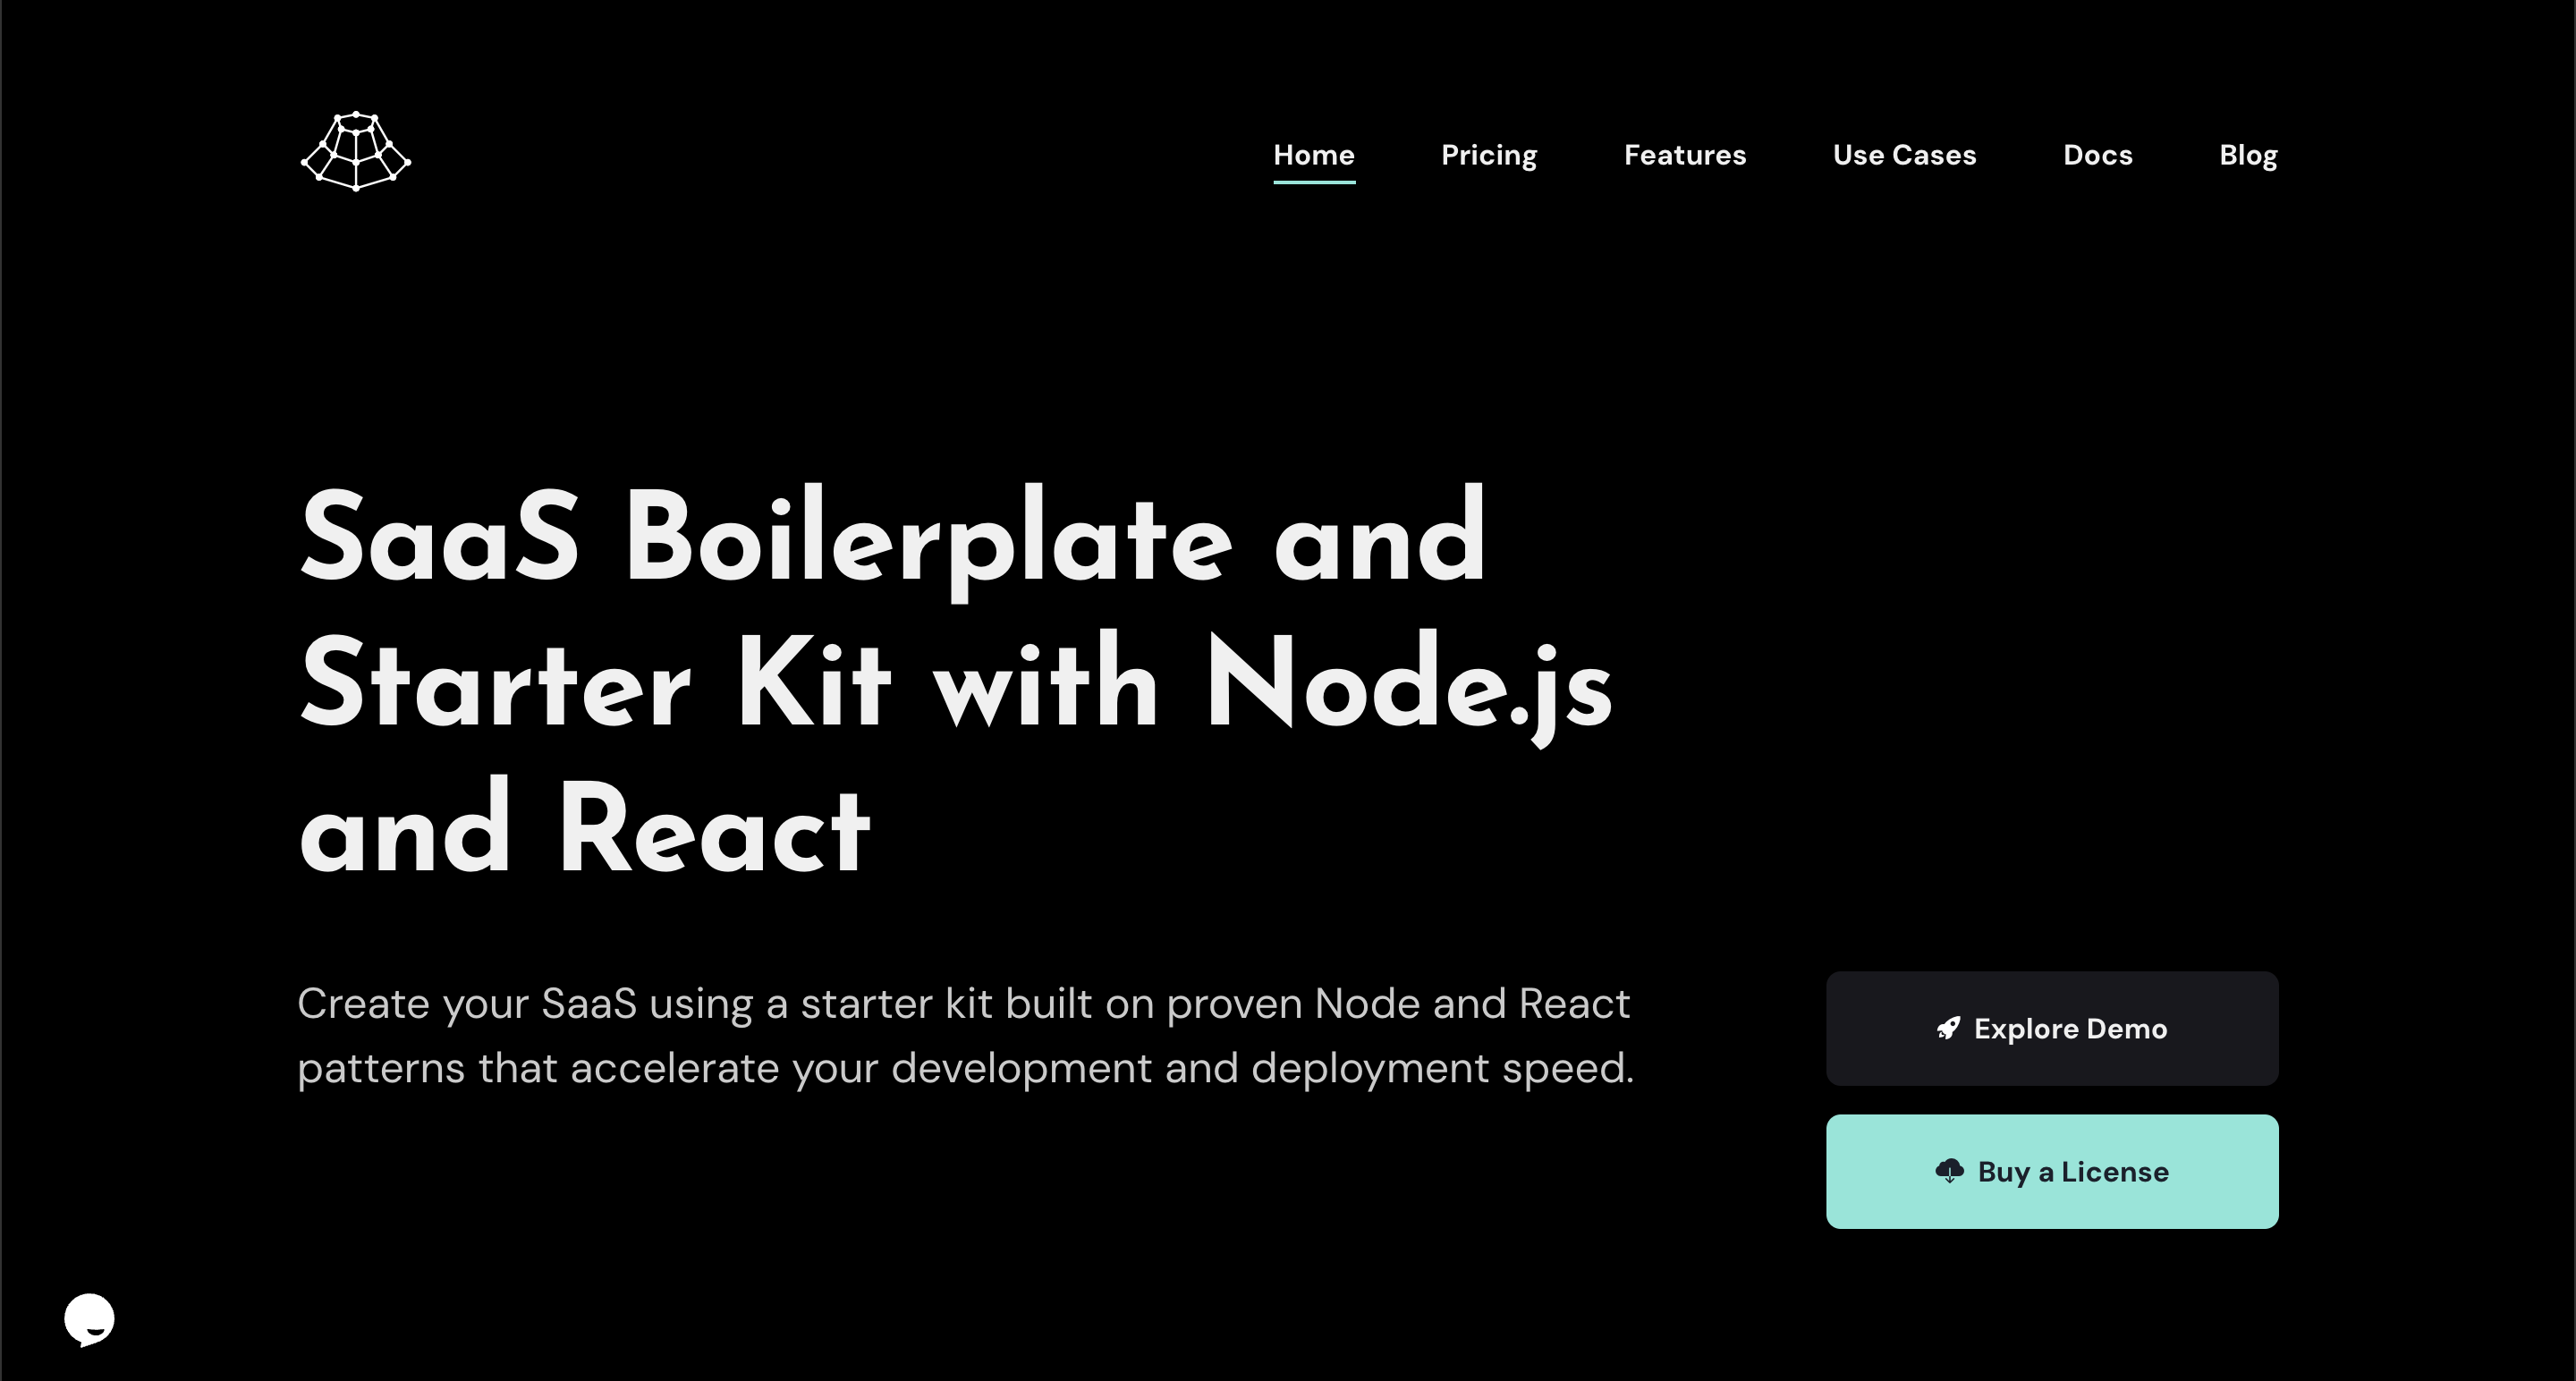 Home Pricing Features Use Cases Docs Blog
SaaS Boilerplate and
Starter Kit with Node.js
and React
Create your SaaS using a starter kit built on proven Node and React
patterns that accelerate your development and deployment speed.
Explore Demo
Buy a License